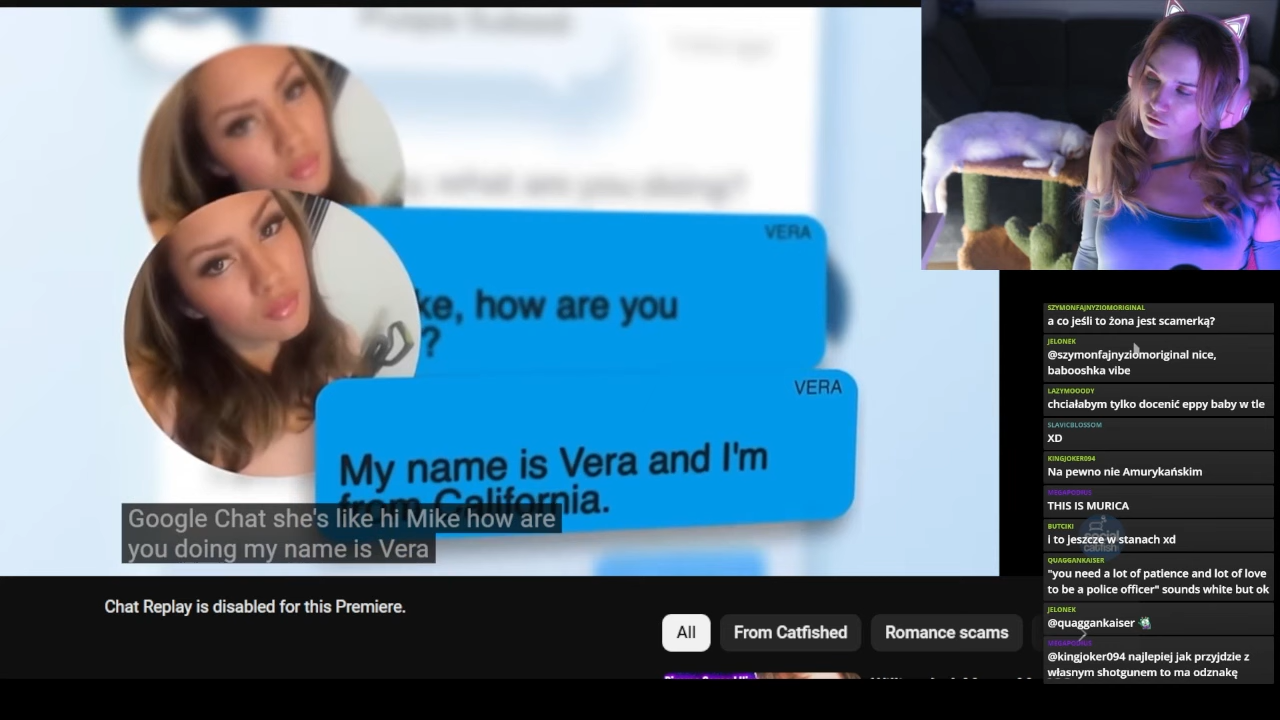 VERA
ke, how are you
?
VERA
My name is Vera and I'm
from California.
Google Chat she's like hi Mike how are
you doing my name is Vera
Chat Replay is disabled for this Premiere.
All
From Catfished
Romance scams
SZYMONFAJNYZIOMORIGINAL
a co jeśli to żona jest scamerką?
JELONEK
@szymonfajnyziomoriginal nice,
babooshka vibe
LAZYMOOODY
chciałabym tylko docenić eppy baby w tle
SLAVICBLOSSOM
XD
KINGJOKER094
Na pewno nie Amurykańskim
THIS IS MURICA
BUTCIKI
i to jeszcze w stanach xd
social
catfish
QUAGGANKAISER
"you need a lot of patience and lot of love
to be a police officer" sounds white but ok
JELONEK
@quaggankaiser
@kingjoker094 najlepiej jak przyjdzie z
własnym shotgunem to ma odznakę